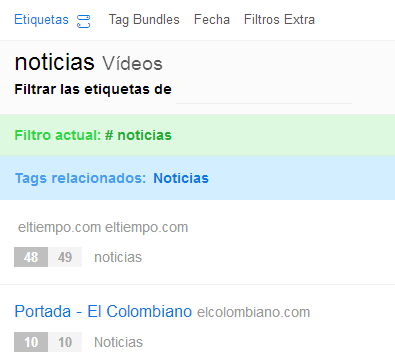 Etiquetas Tag Bundles Fecha Filtros Extra
noticias Vídeos
Filtrar las etiquetas de
Filtro actual: # noticias
Tags relacionados: Noticias
eltiempo.com eltiempo.com
48 49 noticias
Portada - El Colombiano elcolombiano.com
10 10 Noticias